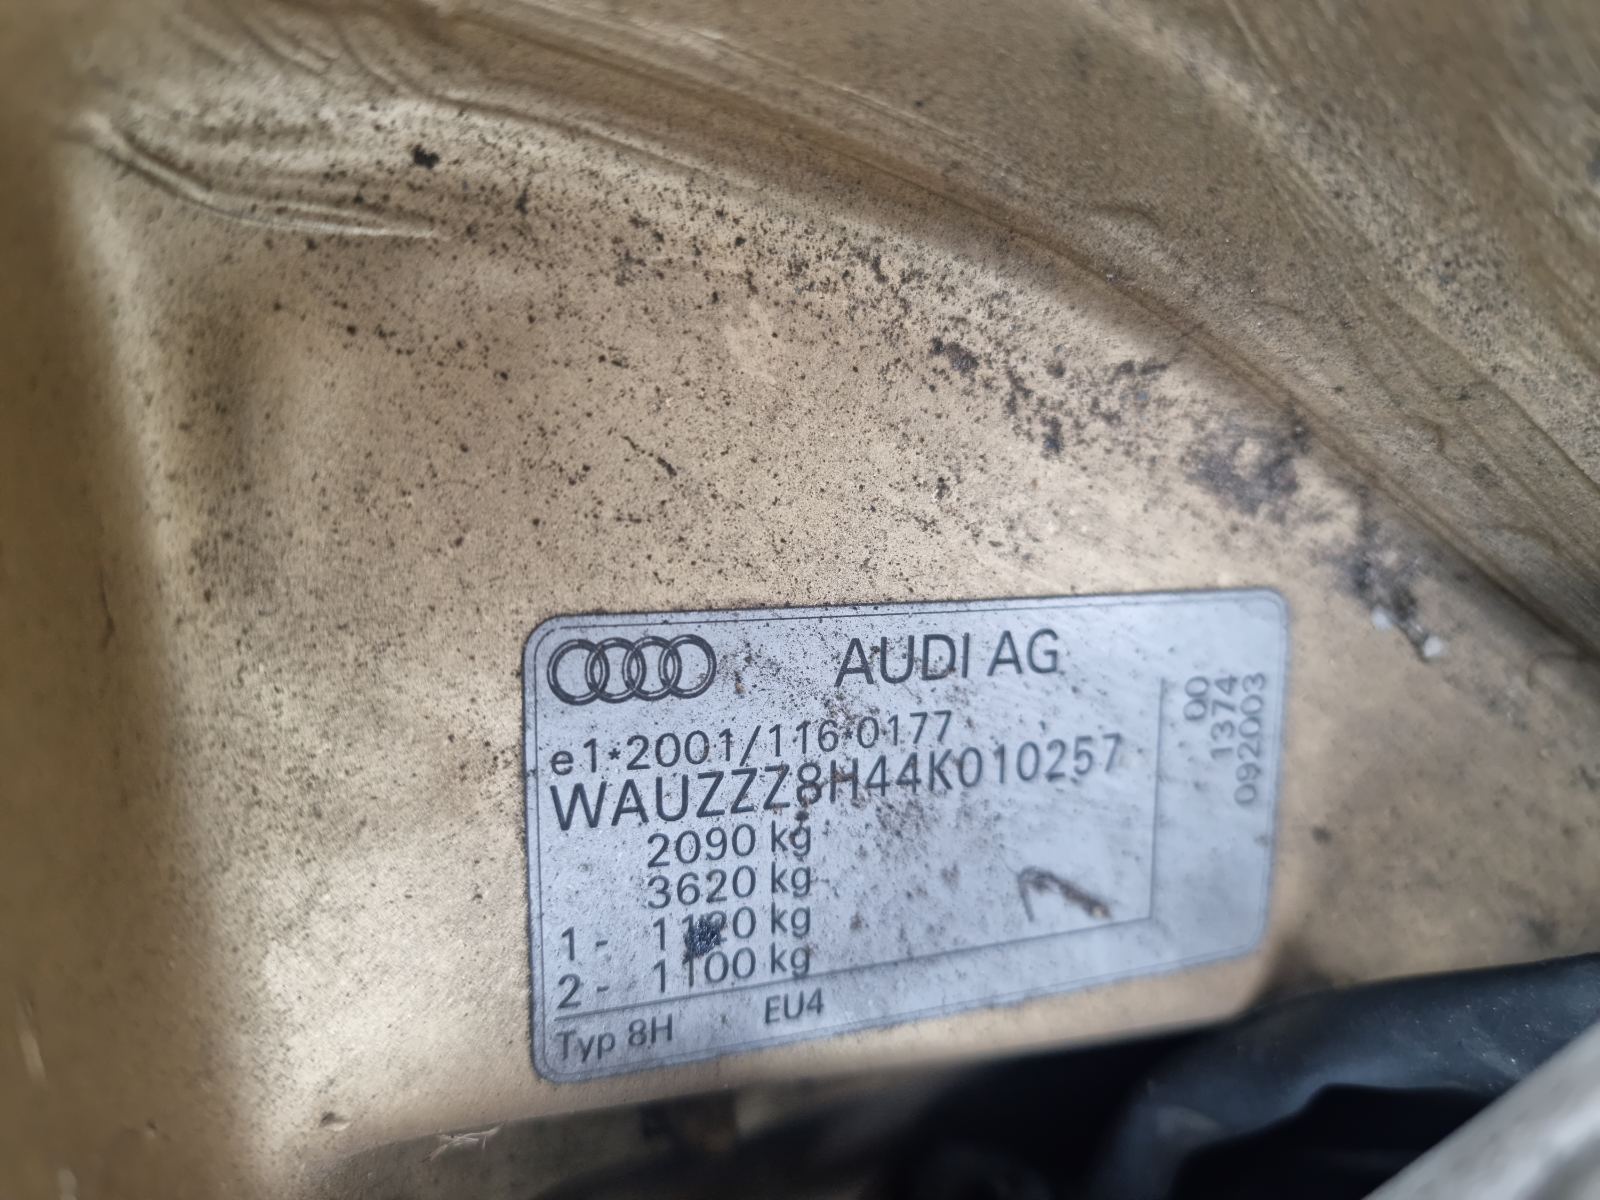 AUDI AG
e1*2001/116*0177
WAUZZZ8H44K010257
2090 kg
3620 kg
1 - 1120 kg
2 - 1100 kg
Typ 8H EU4
1374
092003